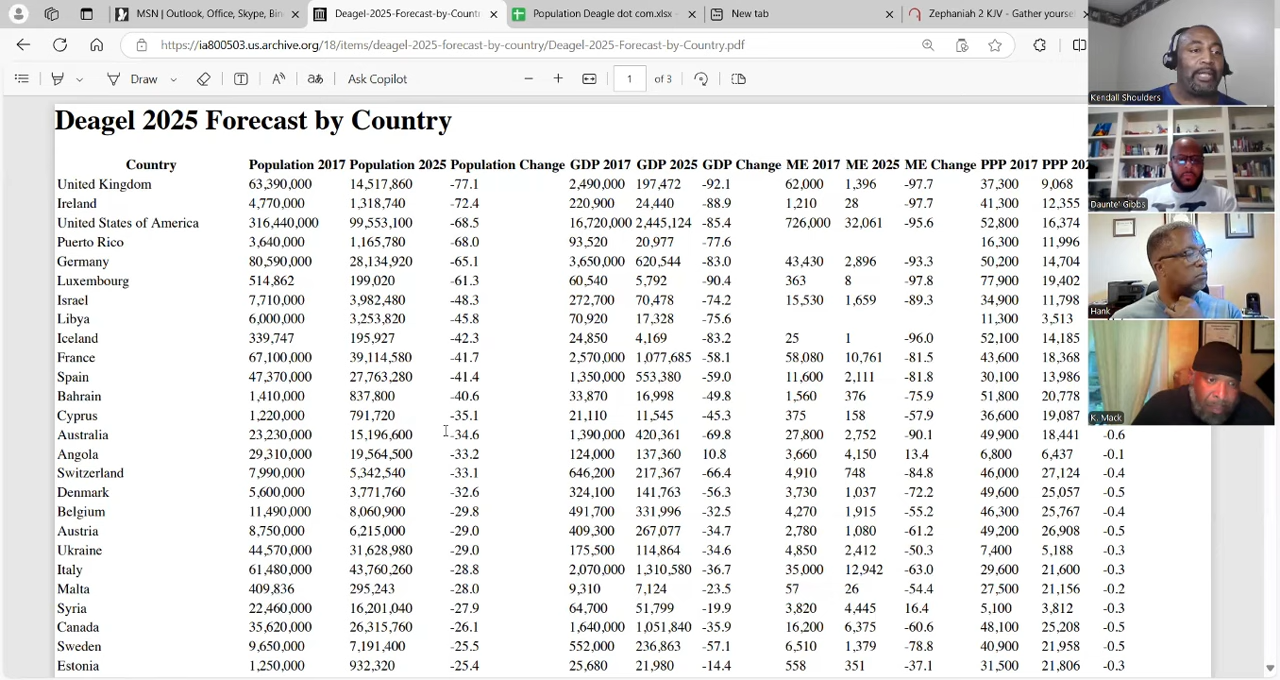 MSN | Outlook, Office, Skype, Bin
Deagel-2025-Forecast-by-Count
Population Deagle dot com.xlsx -
New tab
Zephaniah 2 KJV - Gather yoursel
https://ia800503.us.archive.org/18/items/deagel-2025-forecast-by-country/Deagel-2025-Forecast-by-Country.pdf
Draw
Ask Copilot
1 of 3
Deagel 2025 Forecast by Country
Country Population 2017 Population 2025 Population Change GDP 2017 GDP 2025 GDP Change ME 2017 ME 2025 ME Change PPP 2017 PPP 202
United Kingdom 63,390,000 14,517,860 -77.1 2,490,000 197,472 -92.1 62,000 1,396 -97.7 37,300 9,068
Ireland 4,770,000 1,318,740 -72.4 220,900 24,440 -88.9 1,210 28 -97.7 41,300 12,355
United States of America 316,440,000 99,553,100 -68.5 16,720,000 2,445,124 -85.4 726,000 32,061 -95.6 52,800 16,374
Puerto Rico 3,640,000 1,165,780 -68.0 93,520 20,977 -77.6 16,300 11,996
Germany 80,590,000 28,134,920 -65.1 3,650,000 620,544 -83.0 43,430 2,896 -93.3 50,200 14,704
Luxembourg 514,862 199,020 -61.3 60,540 5,792 -90.4 363 8 -97.8 77,900 19,402
Israel 7,710,000 3,982,480 -48.3 272,700 70,478 -74.2 15,530 1,659 -89.3 34,900 11,798
Libya 6,000,000 3,253,820 -45.8 70,920 17,328 -75.6 11,300 3,513
Iceland 339,747 195,927 -42.3 24,850 4,169 -83.2 25 1 -96.0 52,100 14,185
France 67,100,000 39,114,580 -41.7 2,570,000 1,077,685 -58.1 58,080 10,761 -81.5 43,600 18,368
Spain 47,370,000 27,763,280 -41.4 1,350,000 553,380 -59.0 11,600 2,111 -81.8 30,100 13,986
Bahrain 1,410,000 837,800 -40.6 33,870 16,998 -49.8 1,560 376 -75.9 51,800 20,778
Cyprus 1,220,000 791,720 -35.1 21,110 11,545 -45.3 375 158 -57.9 36,600 19,087
Australia 23,230,000 15,196,600 -34.6 1,390,000 420,361 -69.8 27,800 2,752 -90.1 49,900 18,441 -0.6
Angola 29,310,000 19,564,500 -33.2 124,000 137,360 10.8 3,660 4,150 13.4 6,800 6,437 -0.1
Switzerland 7,990,000 5,342,540 -33.1 646,200 217,367 -66.4 4,910 748 -84.8 46,000 27,124 -0.4
Denmark 5,600,000 3,771,760 -32.6 324,100 141,763 -56.3 3,730 1,037 -72.2 49,600 25,057 -0.5
Belgium 11,490,000 8,060,900 -29.8 491,700 331,996 -32.5 4,270 1,915 -55.2 46,300 25,767 -0.4
Austria 8,750,000 6,215,000 -29.0 409,300 267,077 -34.7 2,780 1,080 -61.2 49,200 26,908 -0.5
Ukraine 44,570,000 31,628,980 -29.0 175,500 114,864 -34.6 4,850 2,412 -50.3 7,400 5,188 -0.3
Italy 61,480,000 43,760,260 -28.8 2,070,000 1,310,580 -36.7 35,000 12,942 -63.0 29,600 21,600 -0.3
Malta 409,836 295,243 -28.0 9,310 7,124 -23.5 57 26 -54.4 27,500 21,156 -0.2
Syria 22,460,000 16,201,040 -27.9 64,700 51,799 -19.9 3,820 4,445 16.4 5,100 3,812 -0.3
Canada 35,620,000 26,315,760 -26.1 1,640,000 1,051,840 -35.9 16,200 6,375 -60.6 48,100 25,208 -0.5
Sweden 9,650,000 7,191,400 -25.5 552,000 236,863 -57.1 6,510 1,379 -78.8 40,900 21,958 -0.5
Estonia 1,250,000 932,320 -25.4 25,680 21,980 -14.4 558 351 -37.1 31,500 21,806 -0.3
Kendall Shoulders
Daunte' Gibbs
Hank
K. Mack